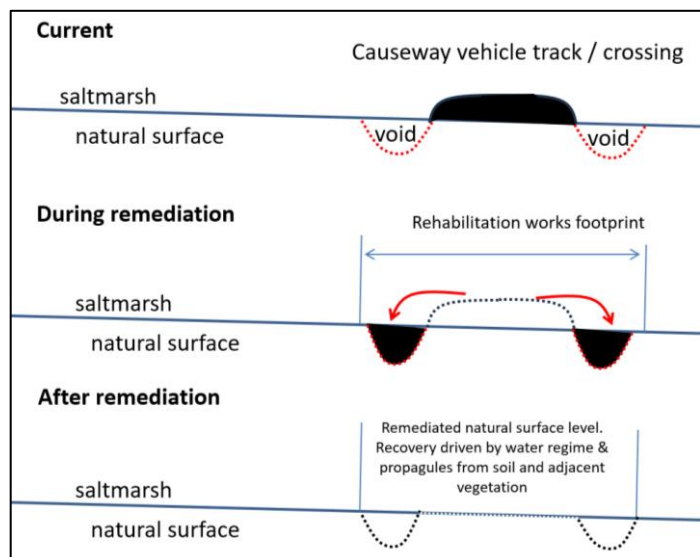 Current
Causeway vehicle track / crossing
saltmarsh
natural surface
void
void
During remediation
Rehabilitation works footprint
saltmarsh
natural surface
After remediation
Remediated natural surface level.
Recovery driven by water regime &
propagules from soil and adjacent
vegetation
saltmarsh
natural surface